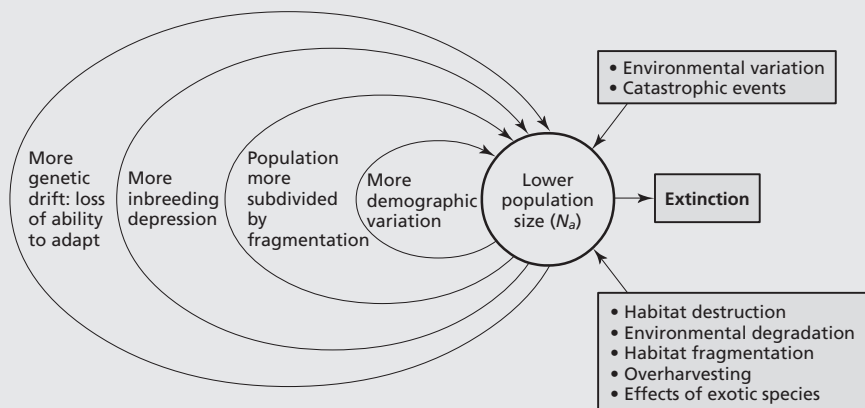 More
genetic
drift: loss
of ability
to adapt
More
inbreeding
depression
Population
more
subdivided
by
fragmentation
More
demographic
variation
Lower
population
size (Na)
• Environmental variation
• Catastrophic events
Extinction
• Habitat destruction
• Environmental degradation
• Habitat fragmentation
• Overharvesting
• Effects of exotic species